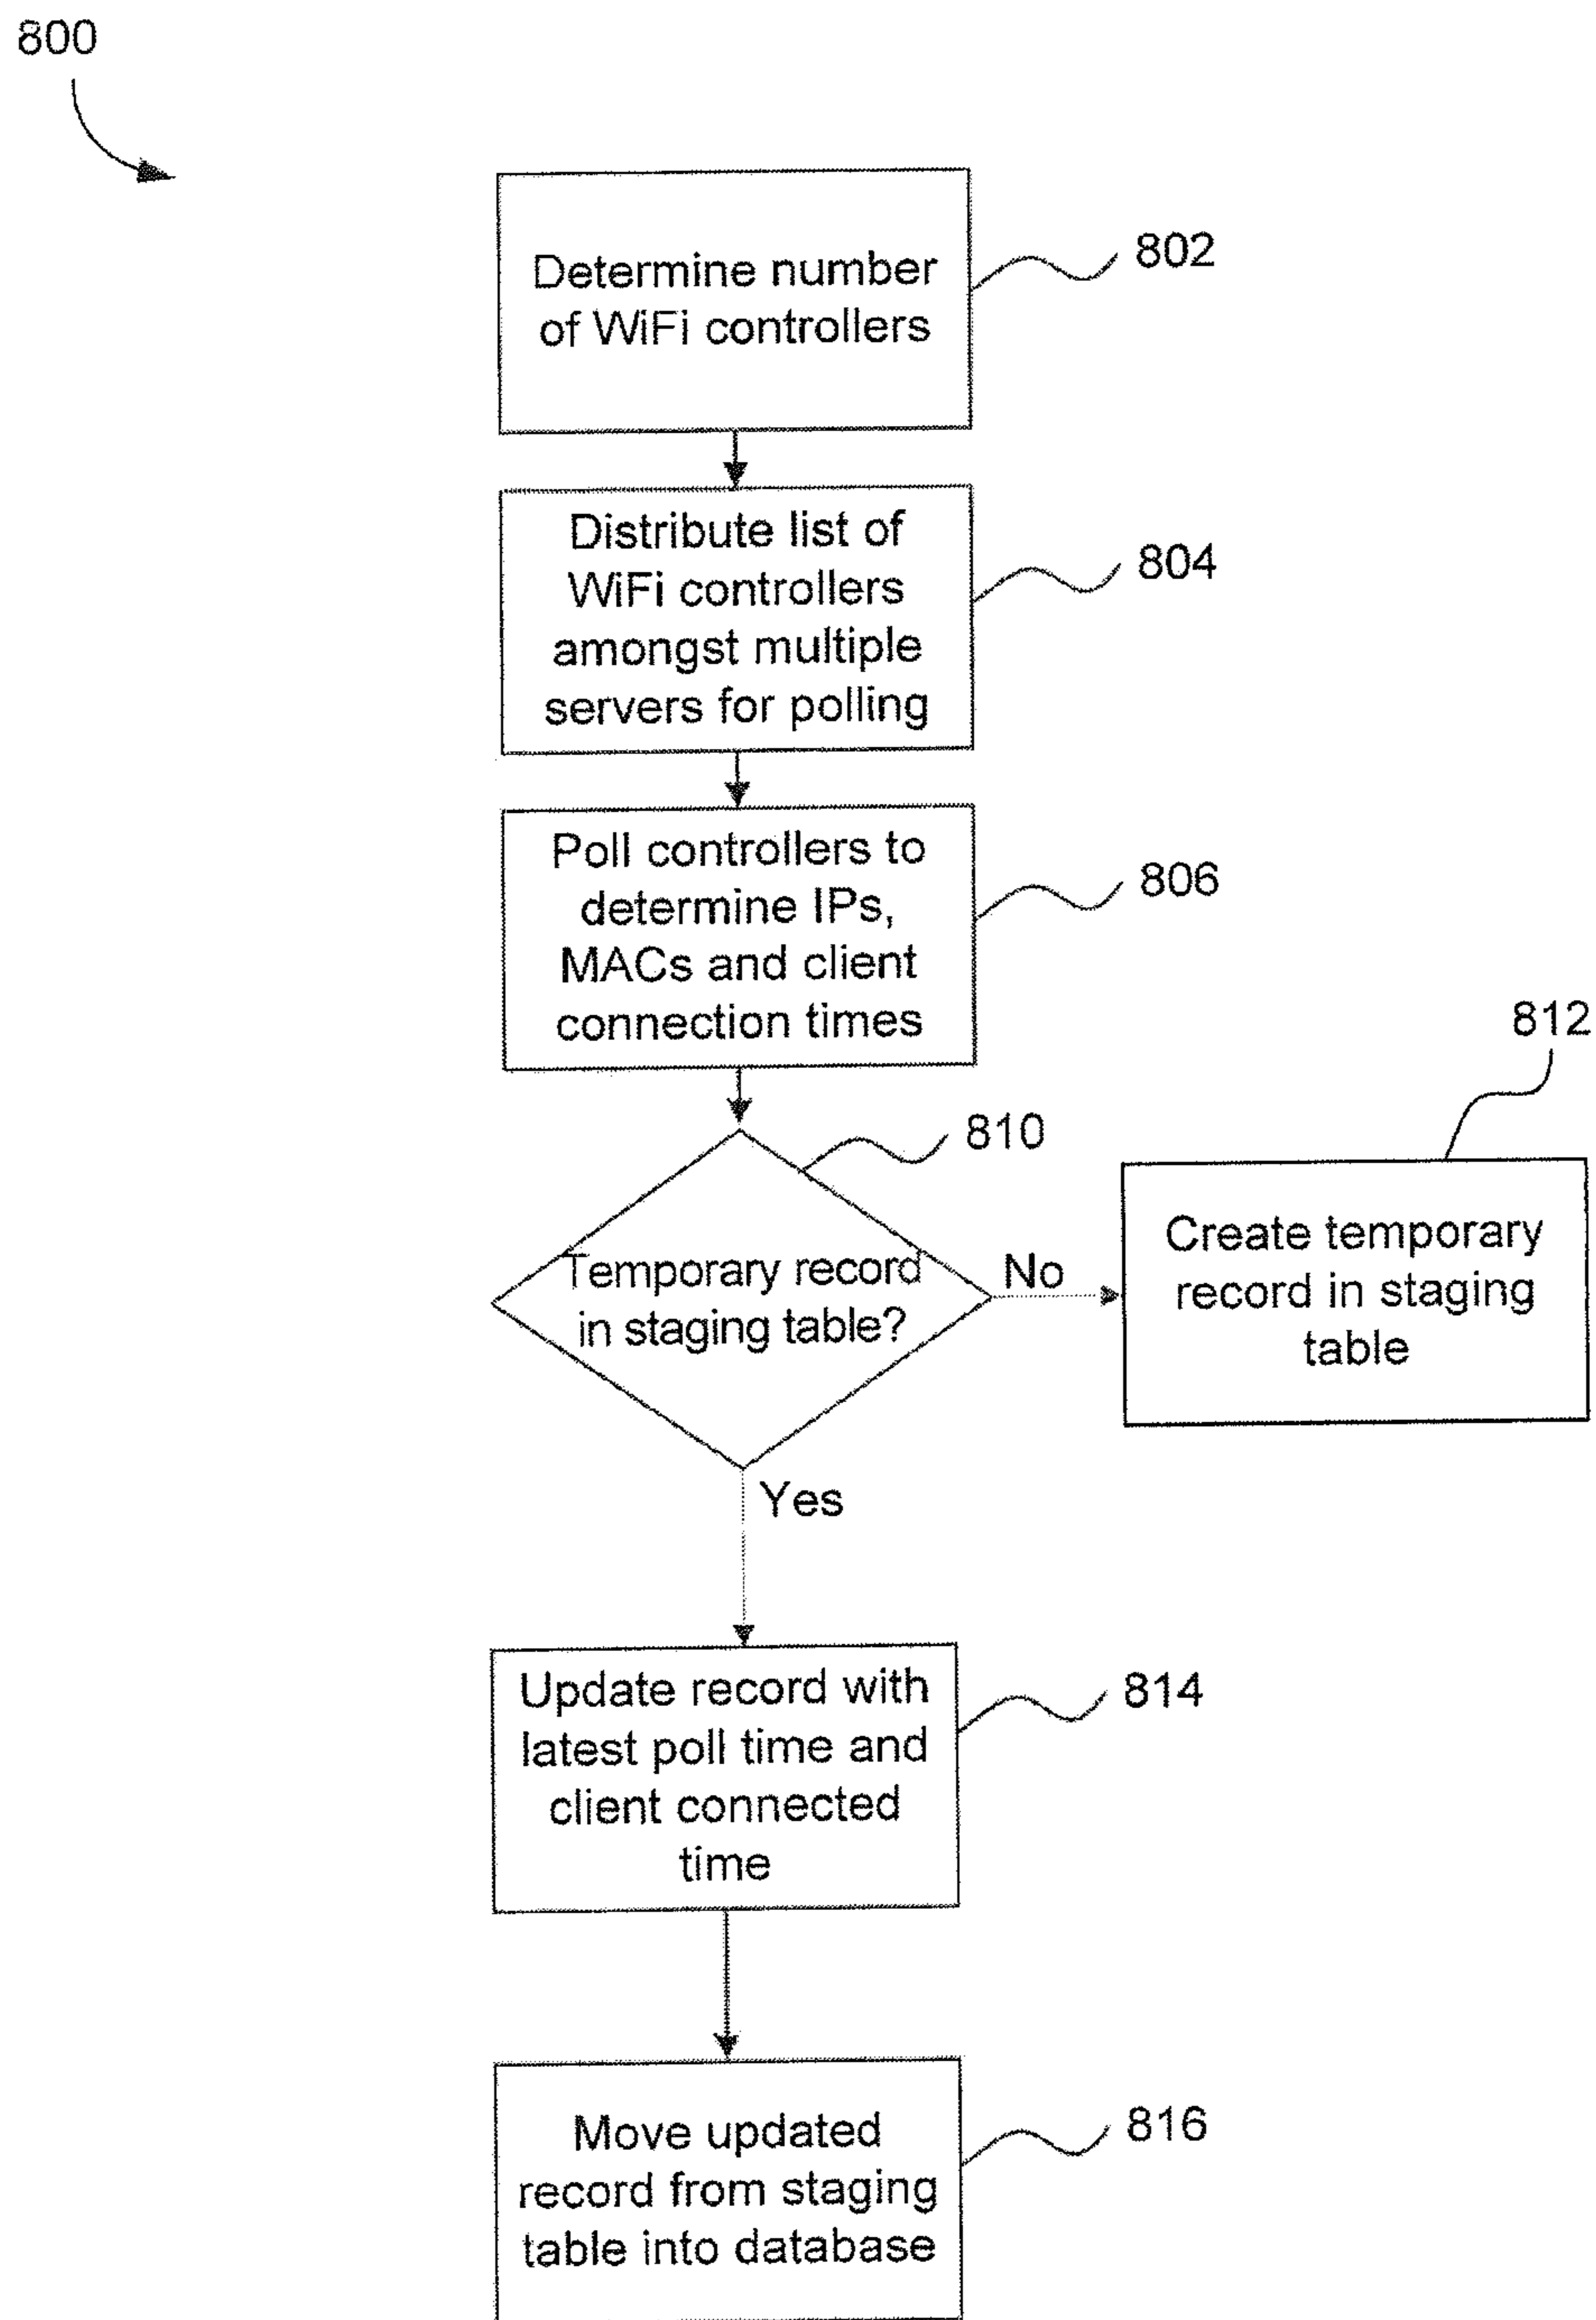 800
Determine number
of WiFi controllers
802
Distribute list of
WiFi controllers
amongst multiple
servers for polling
804
Poll controllers to
determine IPs,
MACs and client
connection times
806
810
Temporary record
in staging table?
No
812
Create temporary
record in staging
table
Yes
Update record with
latest poll time and
client connected
time
814
Move updated
record from staging
table into database
816